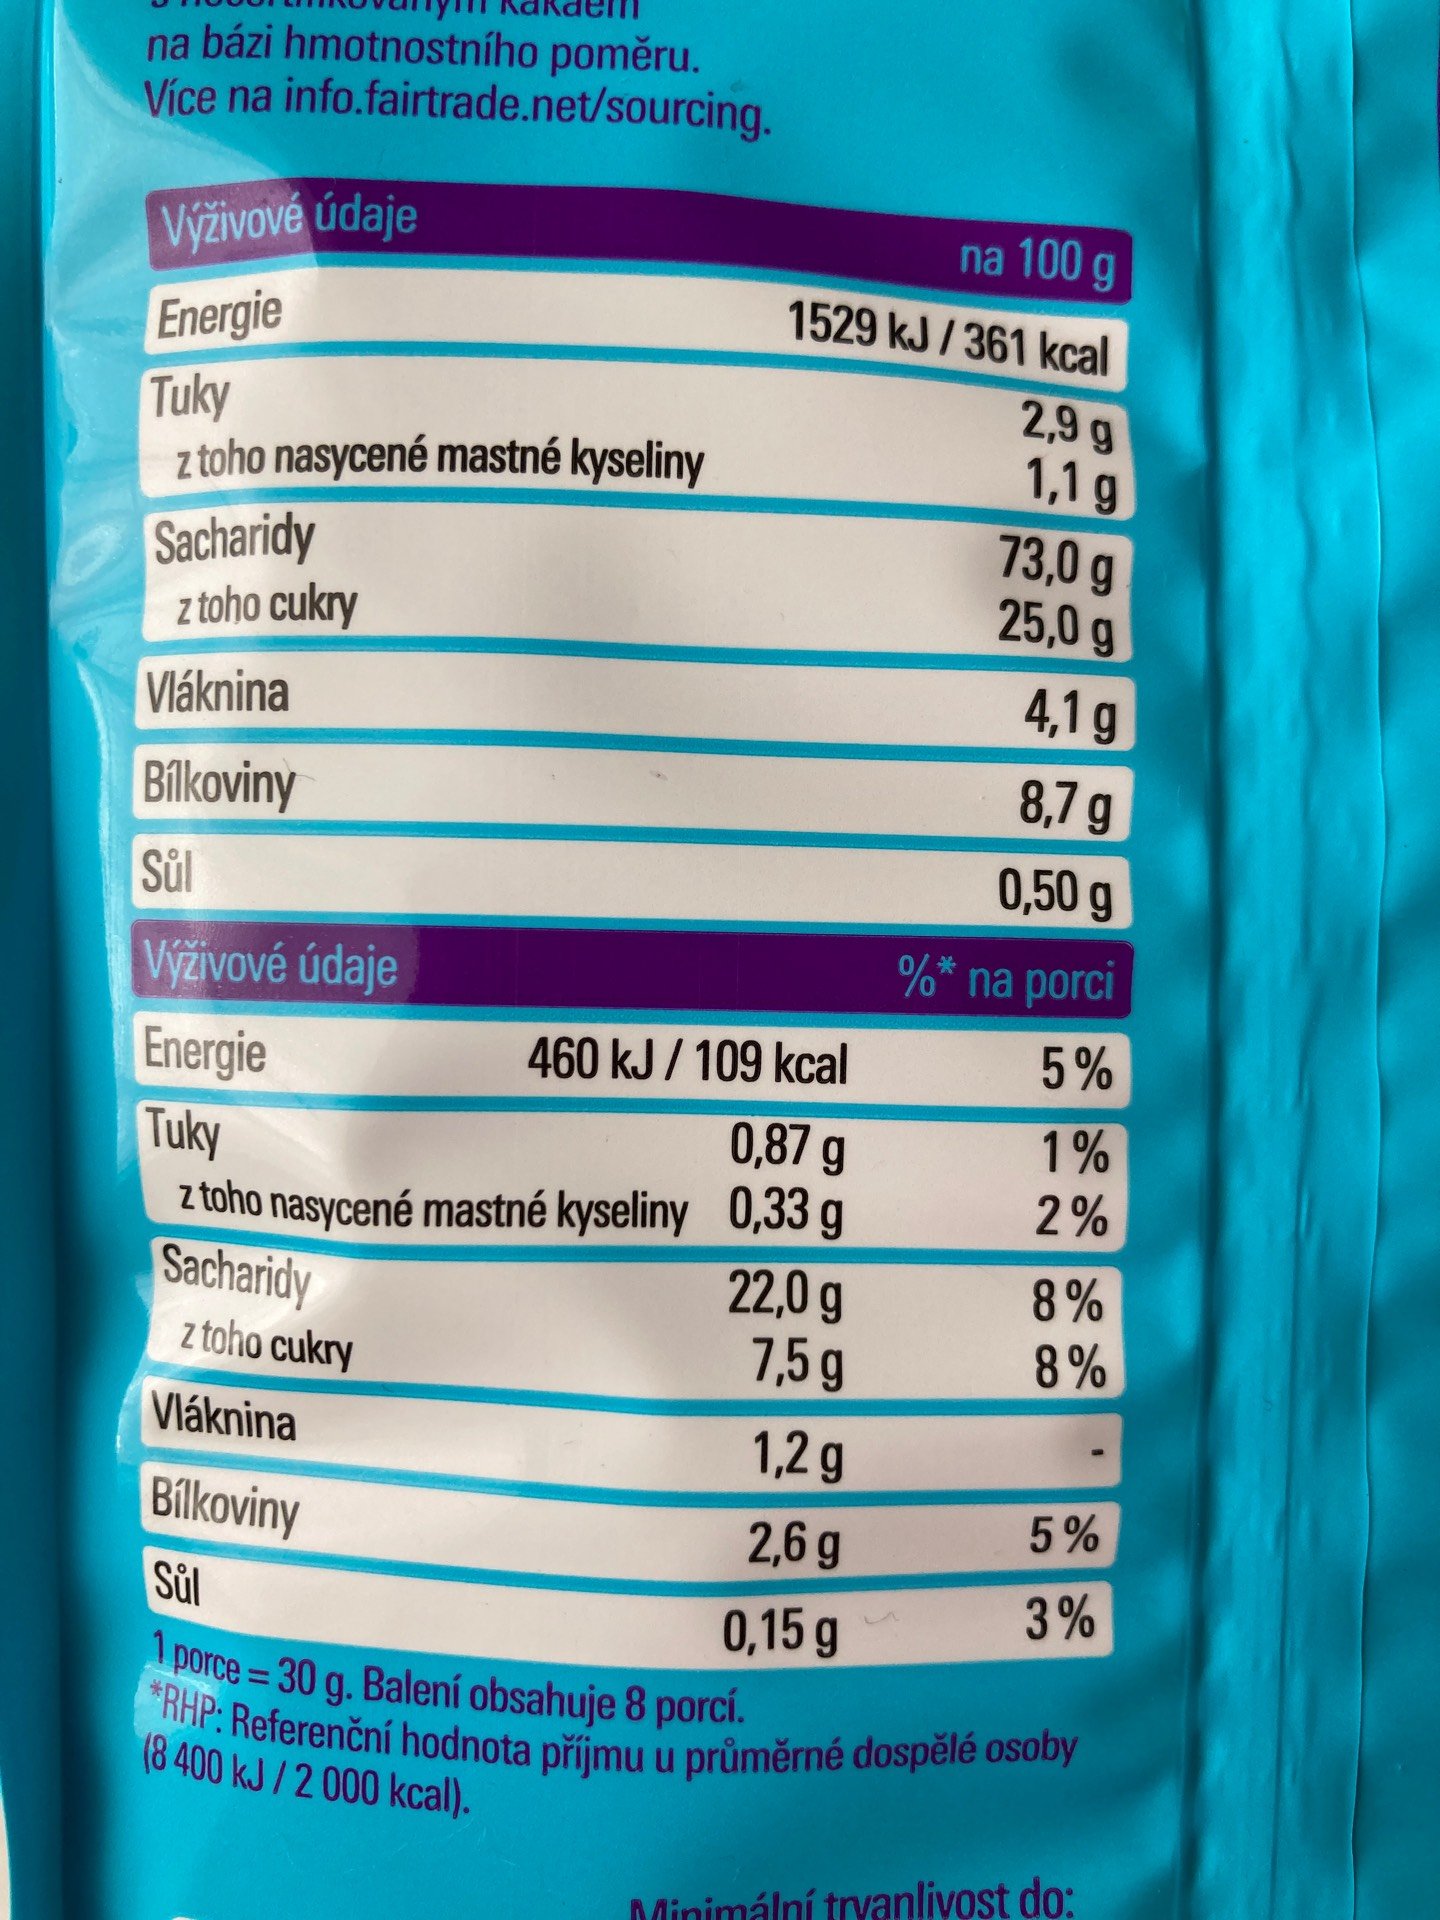 kakaem
na bázi hmotnostního poměru.
Více na info.fairtrade.net/sourcing.
Výživové údaje na 100 g
Energie 1529 kJ / 361 kcal
Tuky 2,9 g
z toho nasycené mastné kyseliny 1,1 g
Sacharidy 73,0 g
z toho cukry 25,0 g
Vláknina 4,1 g
Bílkoviny 8,7 g
Sůl 0,50 g
Výživové údaje %* na porci
Energie 460 kJ / 109 kcal 5 %
Tuky 0,87 g 1 %
z toho nasycené mastné kyseliny 0,33 g 2 %
Sacharidy 22,0 g 8 %
z toho cukry 7,5 g 8 %
Vláknina 1,2 g -
Bílkoviny 2,6 g 5 %
Sůl 0,15 g 3 %
1 porce = 30 g. Balení obsahuje 8 porcí.
*RHP: Referenční hodnota příjmu u průměrné dospělé osoby
(8 400 kJ / 2 000 kcal).
Minimální trvanlivost do: